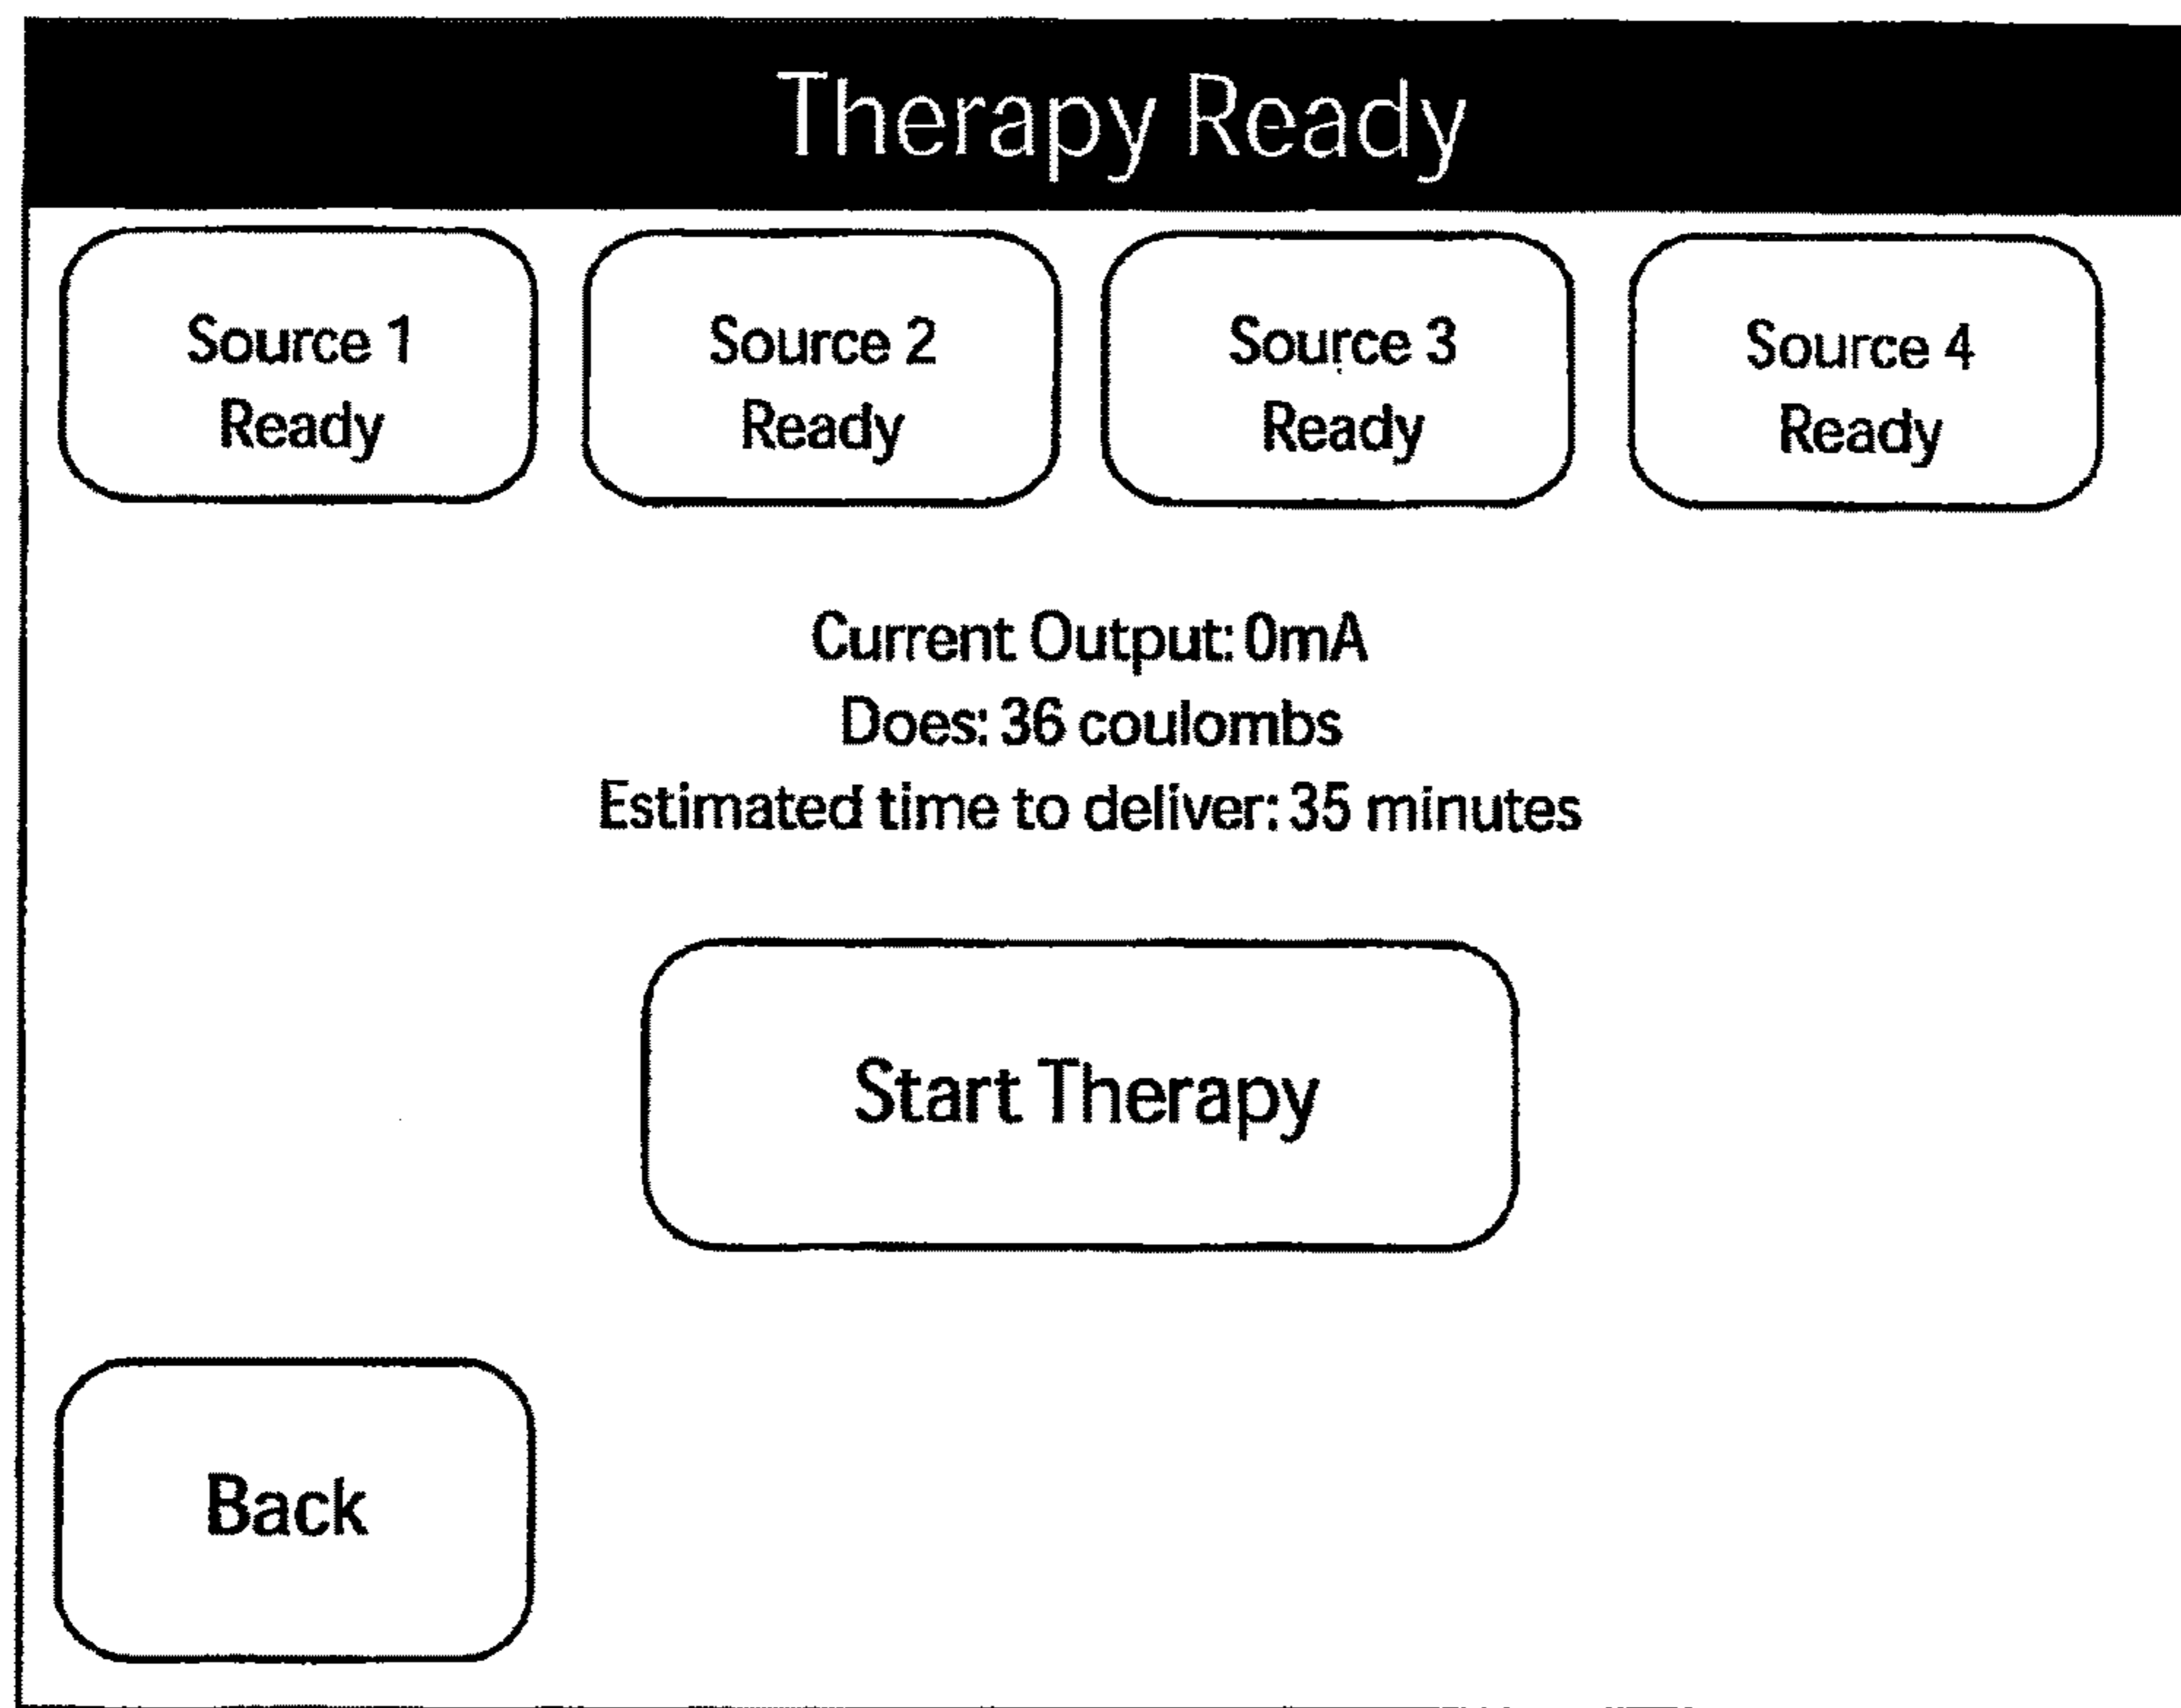 Therapy Ready
Source 1
Ready
Source 2
Ready
Source 3
Ready
Source 4
Ready
Current Output: 0mA
Does: 36 coulombs
Estimated time to deliver: 35 minutes
Start Therapy
Back